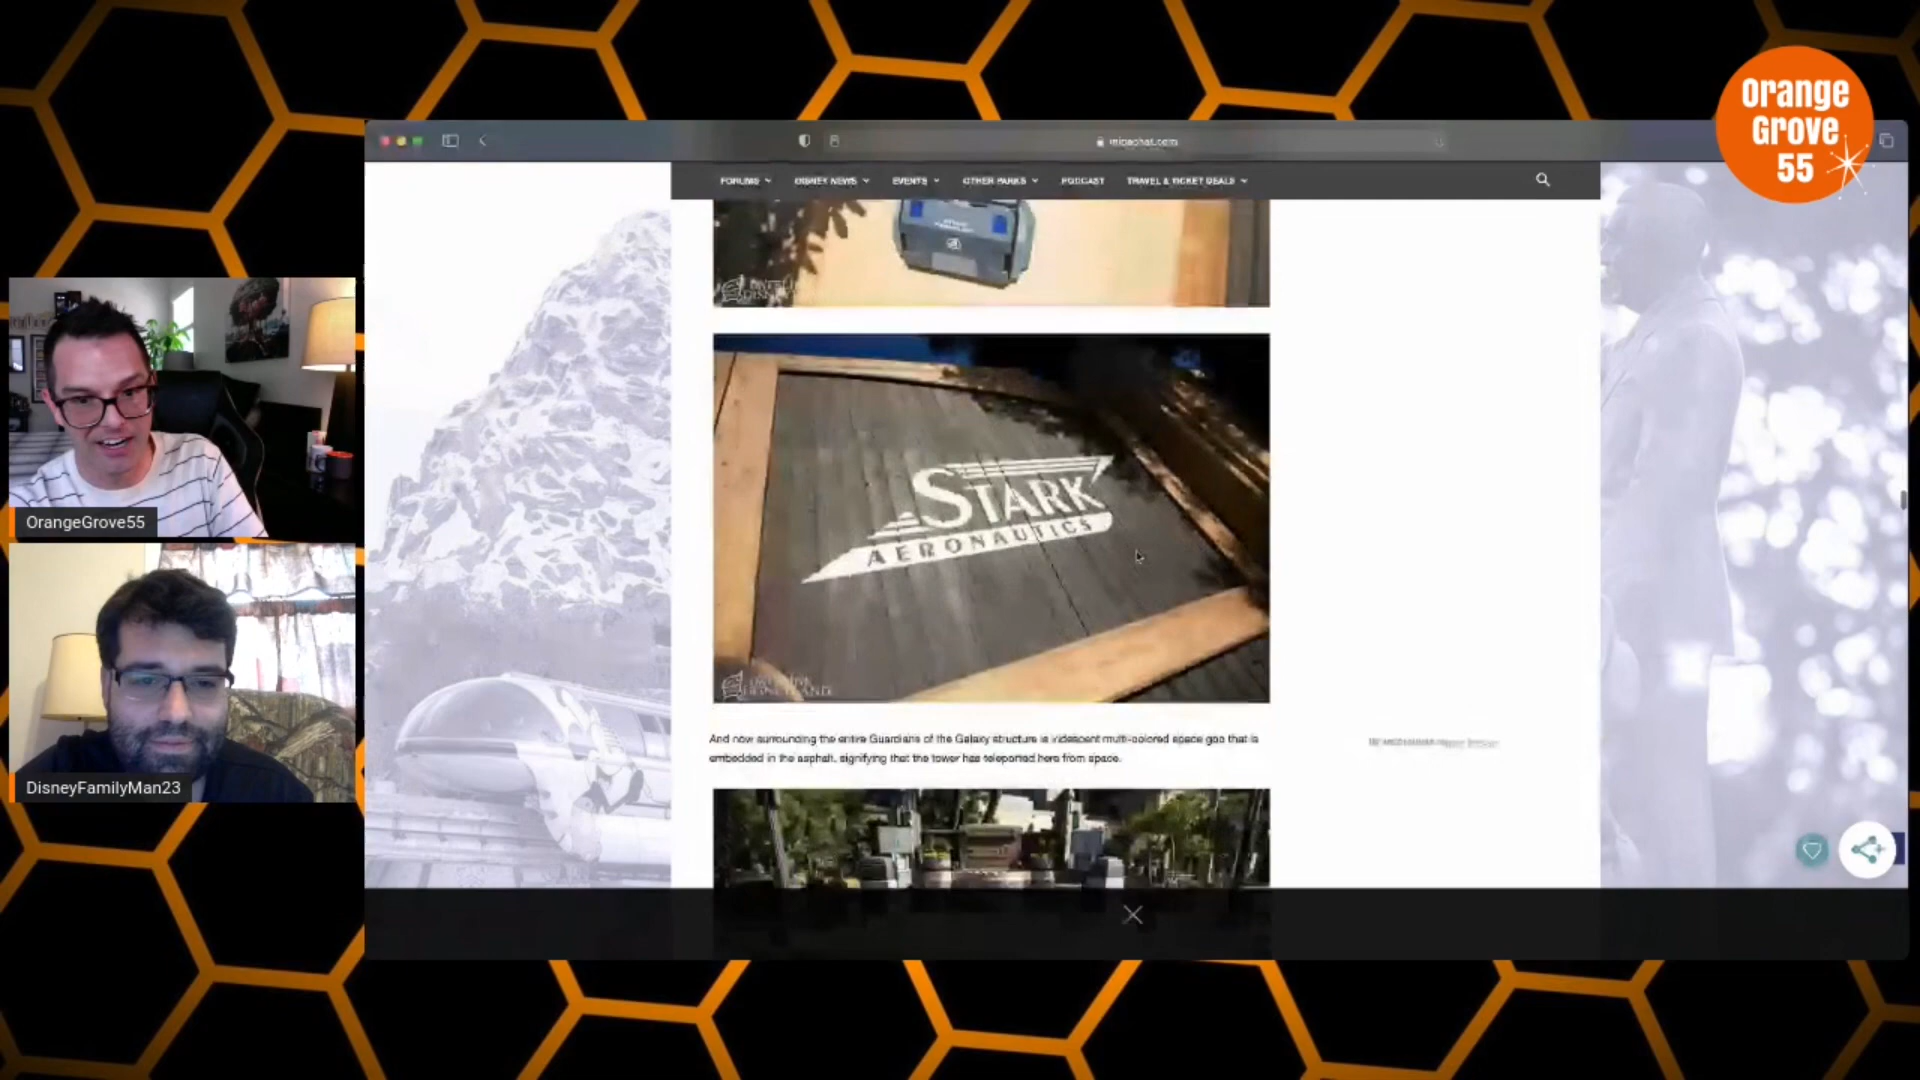 Orange
Grove
55
micechat.com
FORUMS
DISNEY NEWS
EVENTS
OTHER PARKS
PODCAST
TRAVEL & TICKET DEALS
STARK
AERONAUTICS
OrangeGrove55
And now surrounding the entire Guardians of the Galaxy structure is iridescent multi-colored space goo that is
embedded in the asphalt, signifying that the tower has teleported here from space.
DisneyFamilyMan23